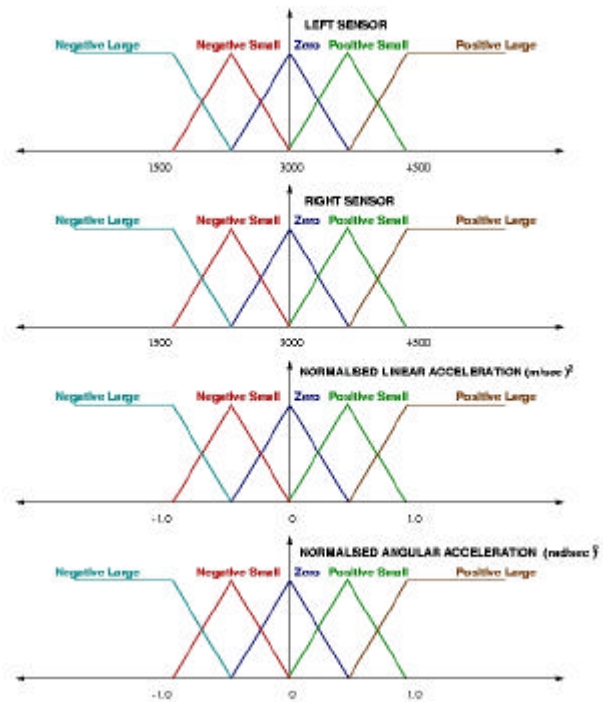 LEFT SENSOR
Negative Large Negative Small Zero Positive Small Positive Large
1500 3000 4500
RIGHT SENSOR
Negative Large Negative Small Zero Positive Small Positive Large
1500 3000 4500
NORMALISED LINEAR ACCELERATION (m/sec )2
Negative Large Negative Small Zero Positive Small Positive Large
-1.0 0 1.0
NORMALISED ANGULAR ACCELERATION (rad/sec )2
Negative Large Negative Small Zero Positive Small Positive Large
-1.0 0 1.0